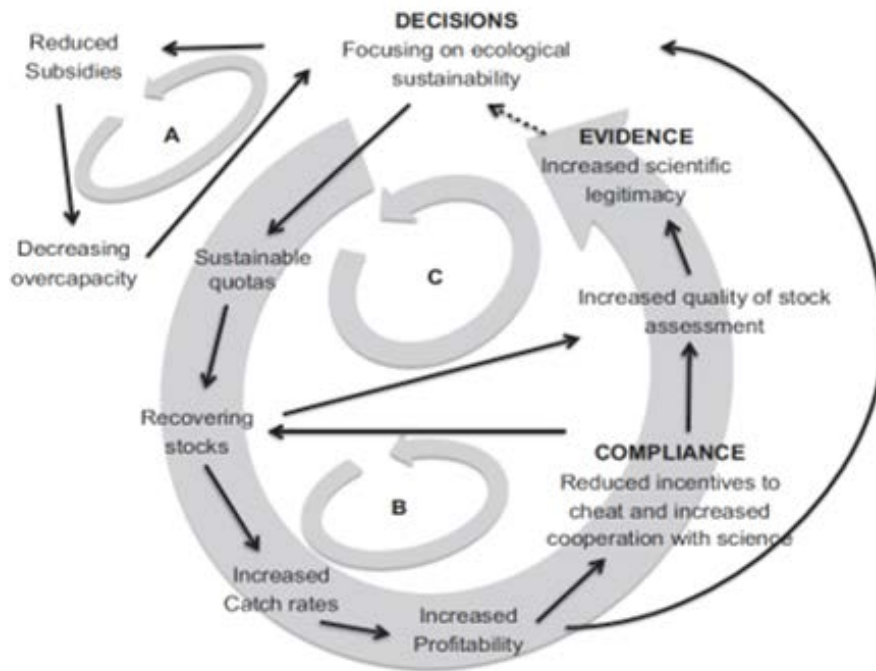 DECISIONS
Focusing on ecological
sustainability
Reduced
Subsidies
A
Decreasing
overcapacity
EVIDENCE
Increased scientific
legitimacy
Sustainable
quotas
C
Increased quality of stock
assessment
Recovering
stocks
COMPLIANCE
Reduced incentives to
cheat and increased
cooperation with science
B
Increased
Catch rates
Increased
Profitability